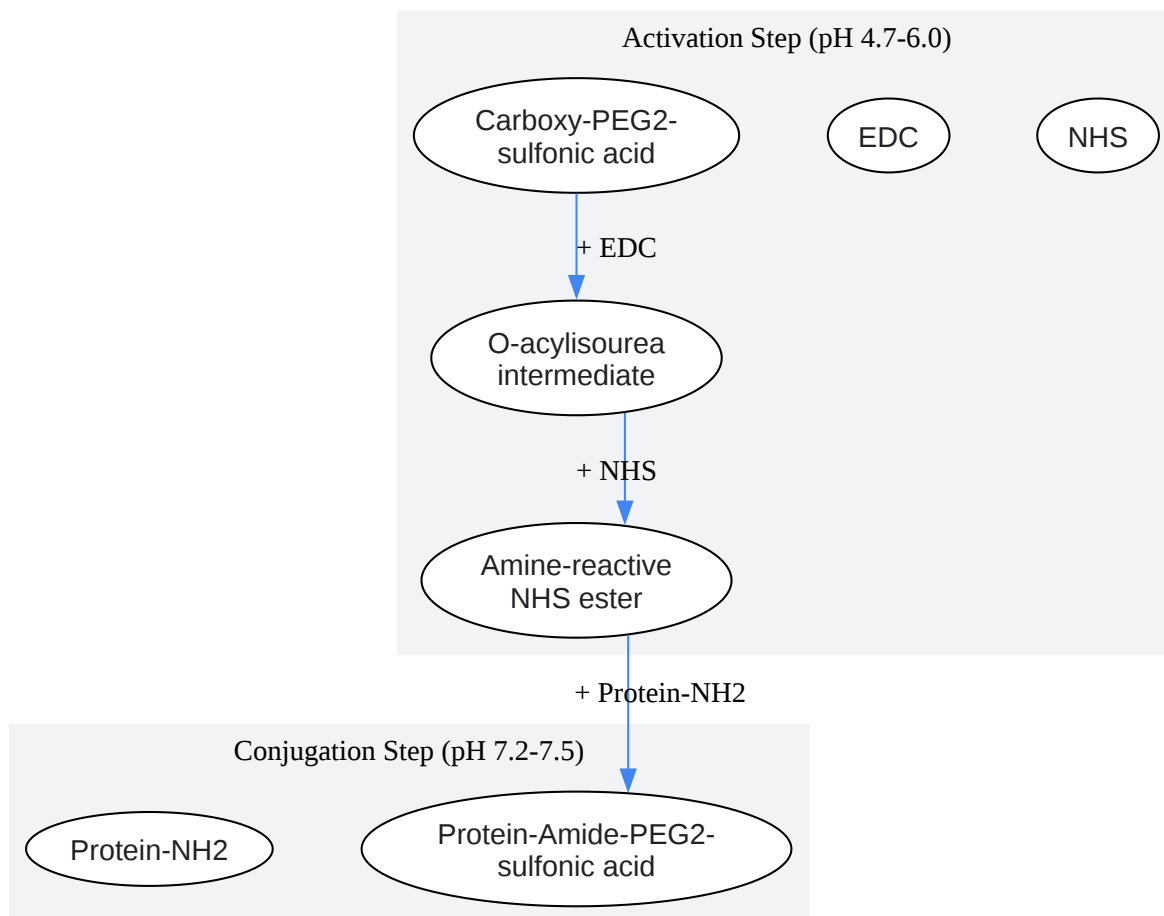 Activation Step (pH 4.7-6.0)
Carboxy-PEG2-
sulfonic acid
EDC
NHS
+ EDC
O-acylisourea
intermediate
+ NHS
Amine-reactive
NHS ester
+ Protein-NH2
Conjugation Step (pH 7.2-7.5)
Protein-NH2
Protein-Amide-PEG2-
sulfonic acid